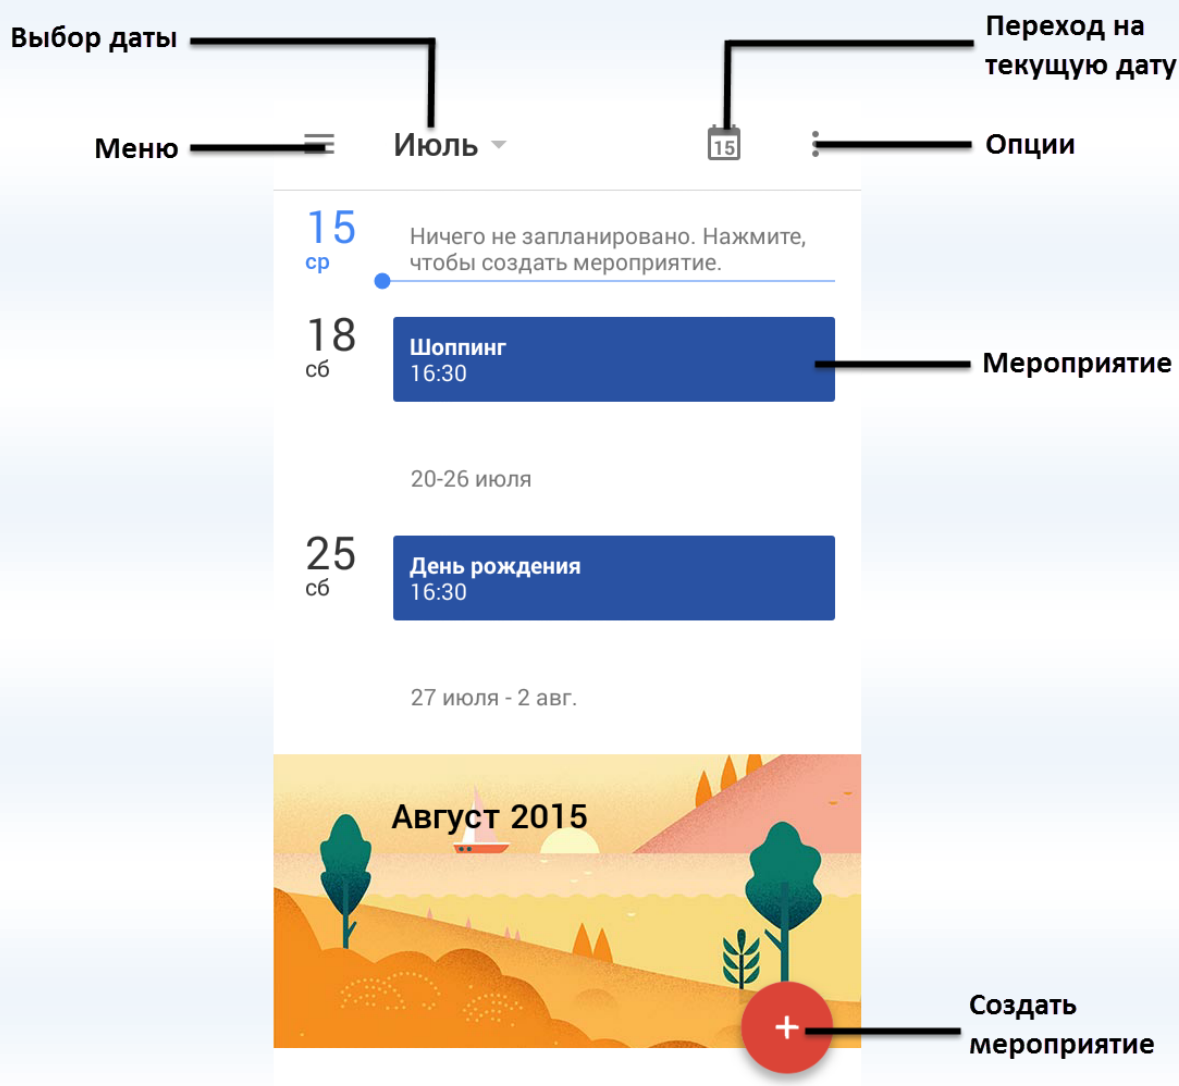 Выбор даты
Переход на
текущую дату
Меню
Июль
15
Опции
15
ср
Ничего не запланировано. Нажмите,
чтобы создать мероприятие.
18
сб
Шоппинг
16:30
Мероприятие
20-26 июля
25
сб
День рождения
16:30
27 июля - 2 авг.
Август 2015
Создать
мероприятие